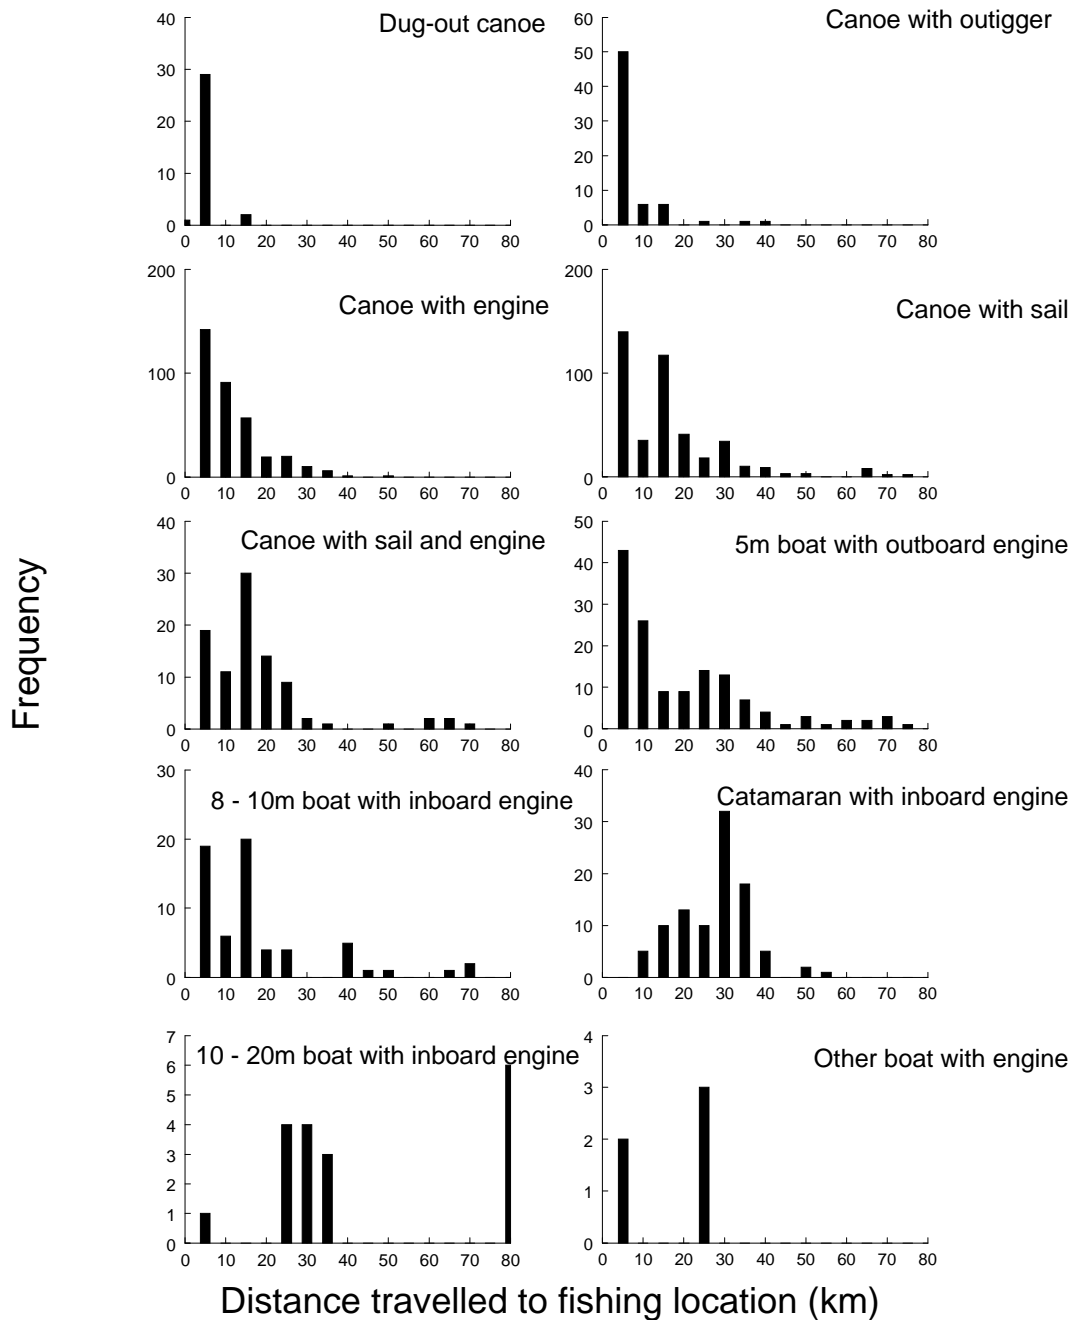 Dug-out canoe
Canoe with outigger
40
30
20
10
0
0 10 20 30 40 50 60 70 80
60
50
40
30
20
10
0
0 10 20 30 40 50 60 70 80
Canoe with engine
200
100
0
0 10 20 30 40 50 60 70 80
Canoe with sail
200
100
0
0 10 20 30 40 50 60 70 80
Frequency
Canoe with sail and engine
40
30
20
10
0
0 10 20 30 40 50 60 70 80
5m boat with outboard engine
50
40
30
20
10
0
0 10 20 30 40 50 60 70 80
8 - 10m boat with inboard engine
30
20
10
0
0 10 20 30 40 50 60 70 80
Catamaran with inboard engine
40
30
20
10
0
0 10 20 30 40 50 60 70 80
10 - 20m boat with inboard engine
7
6
5
4
3
2
1
0
0 10 20 30 40 50 60 70 80
Other boat with engine
4
3
2
1
0
0 10 20 30 40 50 60 70 80
Distance travelled to fishing location (km)